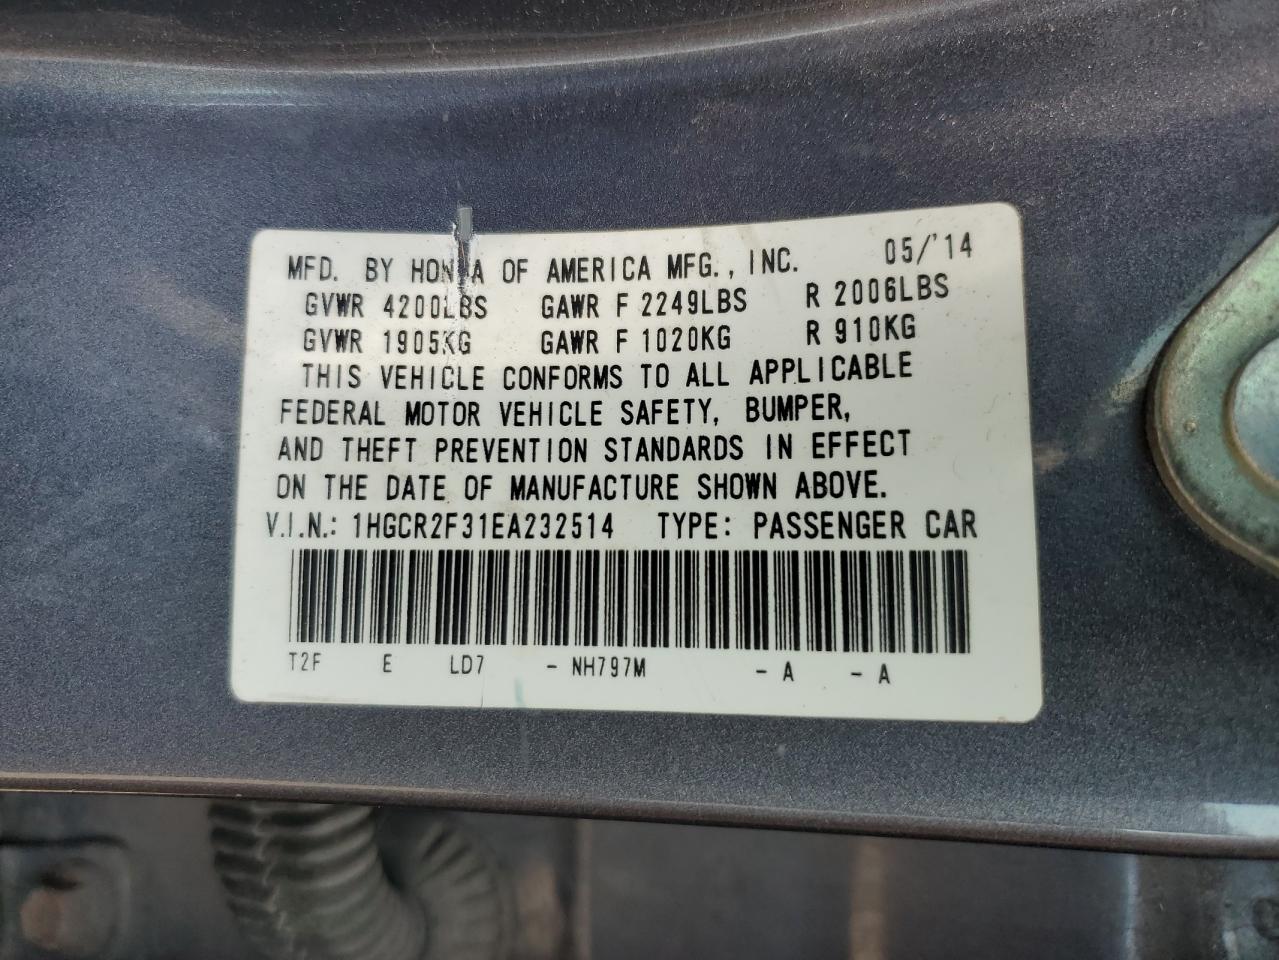 MFD. BY HONDA OF AMERICA MFG., INC. 05/'14
GVWR 4200LBS GAWR F 2249LBS R 2006LBS
GVWR 1905KG GAWR F 1020KG R 910KG
THIS VEHICLE CONFORMS TO ALL APPLICABLE
FEDERAL MOTOR VEHICLE SAFETY, BUMPER,
AND THEFT PREVENTION STANDARDS IN EFFECT
ON THE DATE OF MANUFACTURE SHOWN ABOVE.
V.I.N.: 1HGCR2F31EA232514 TYPE: PASSENGER CAR
T2F E LD7 - NH797M - A - A